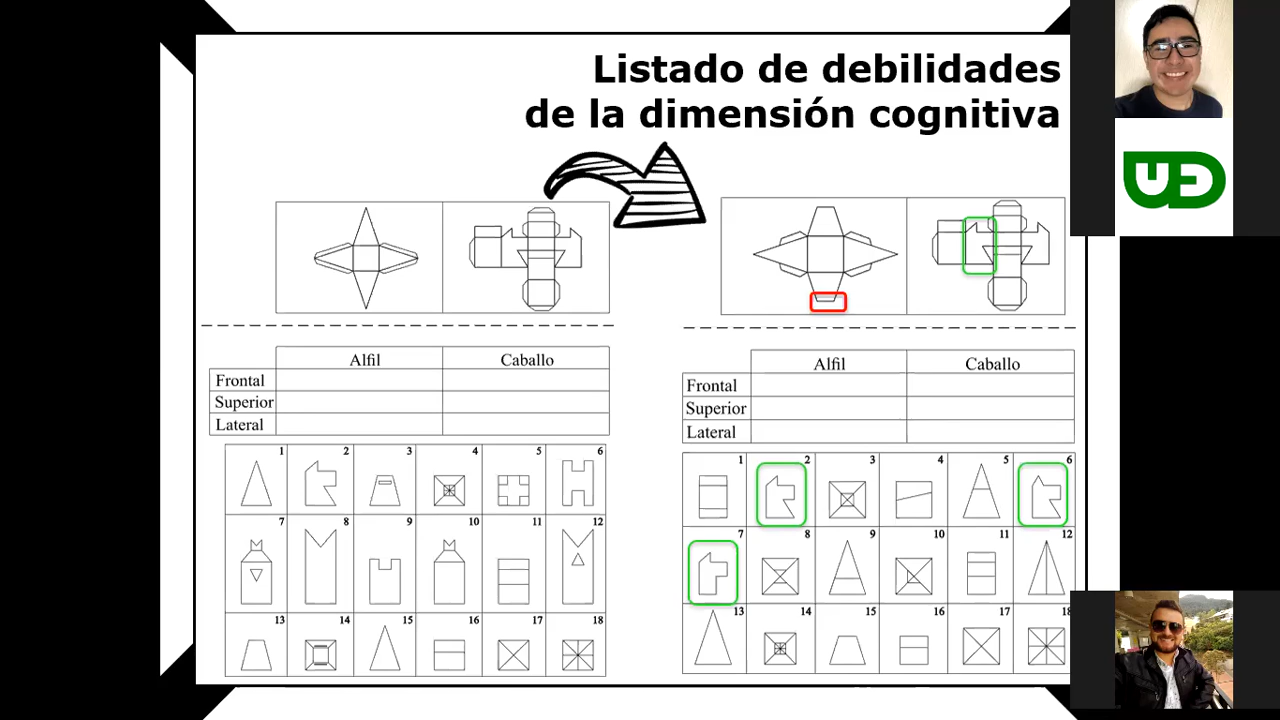 Listado de debilidades
de la dimensión cognitiva
UD
Alfil Caballo
Frontal
Superior
Lateral
1 2 3 4 5 6
7 8 9 10 11 12
13 14 15 16 17 18
Alfil Caballo
Frontal
Superior
Lateral
1 2 3 4 5 6
7 8 9 10 11 12
13 14 15 16 17 18